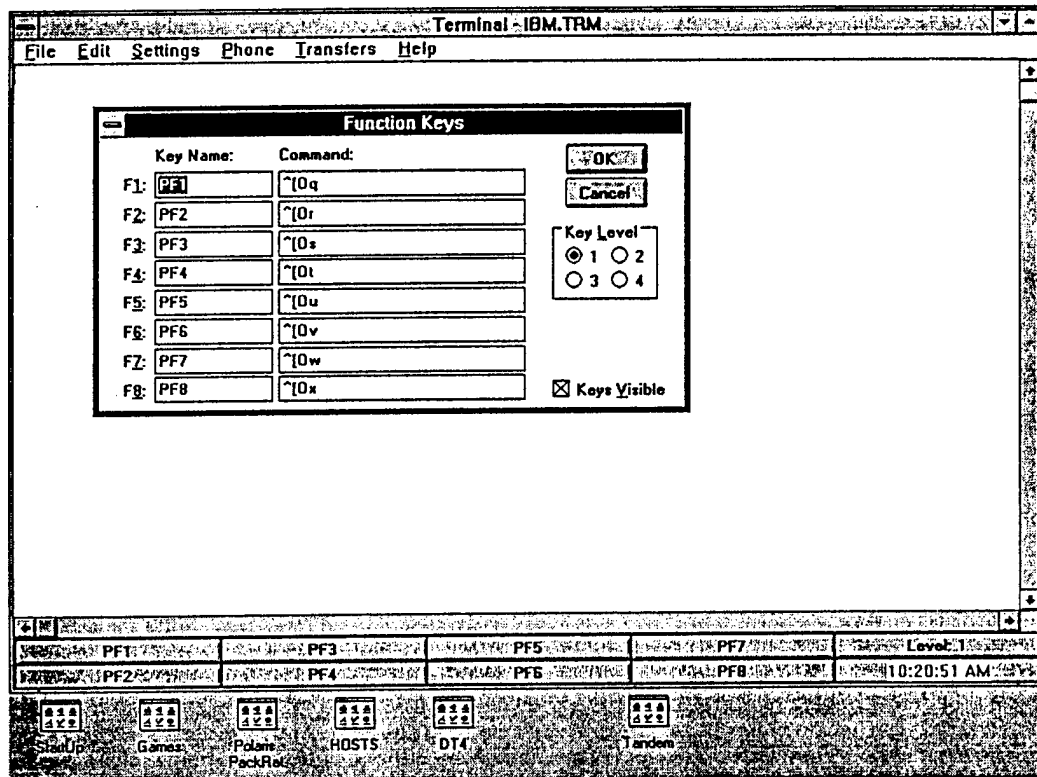 Terminal - IBM.TRM
File Edit Settings Phone Transfers Help
Function Keys
Key Name: Command:
F1: PF1 ^[Oq
F2: PF2 ^[Or
F3: PF3 ^[Os
F4: PF4 ^[Ot
F5: PF5 ^[Ou
F6: PF6 ^[Ov
F7: PF7 ^[Ow
F8: PF8 ^[Ox
OK
Cancel
Key Level
1 2
3 4
Keys Visible
PF1 PF3 PF5 PF7 Level: 1
PF2 PF4 PF6 PF8 10:20:51 AM
StartUp Games Polaris PackRat HOSTS DT4 Tandem